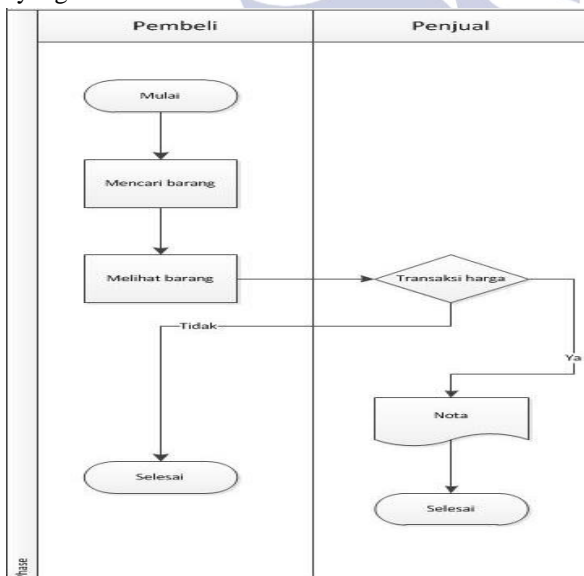 Pembeli
Penjual
Mulai
Mencari barang
Melihat barang
Transaksi harga
Tidak
Ya
Nota
Selesai
Selesai